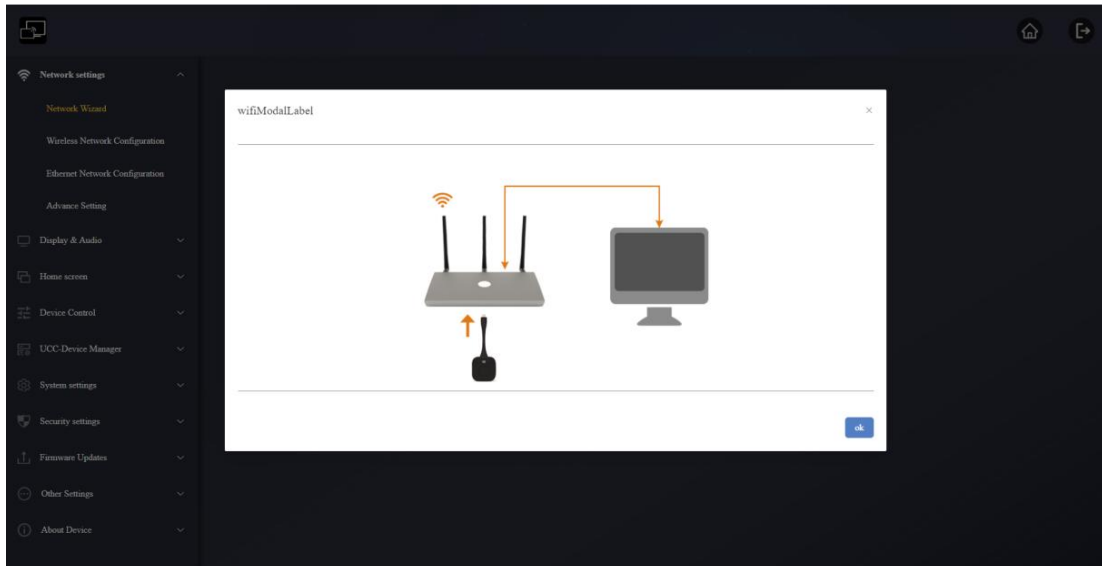 Network settings
Network Wizard
Wireless Network Configuration
Ethernet Network Configuration
Advance Setting
Display & Audio
Home screen
Device Control
UCC-Device Manager
System settings
Security settings
Firmware Updates
Other Settings
About Device
wifiModalLabel
ok